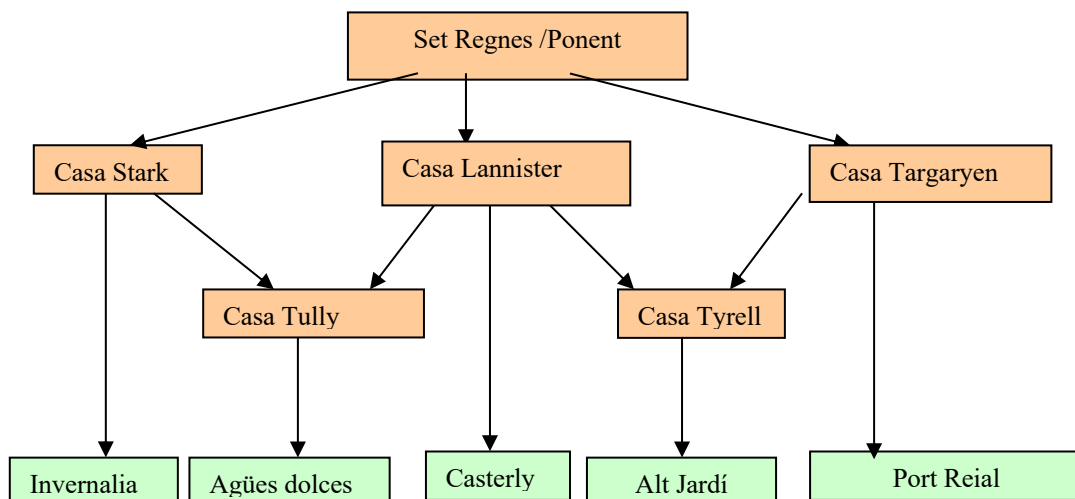 Set Regnes /Ponent
Casa Stark
Casa Lannister
Casa Targaryen
Casa Tully
Casa Tyrell
Invernalia
Agües dolces
Casterly
Alt Jardí
Port Reial